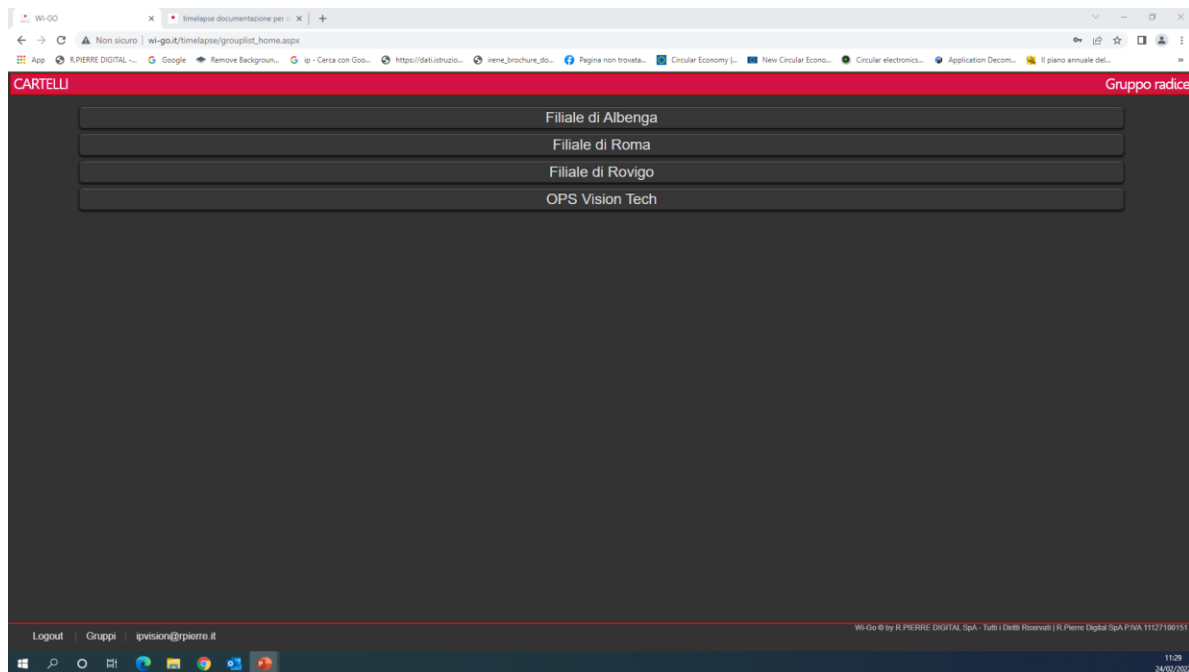 WI-GO
timelapse documentazione per i
Non sicuro | wi-go.it/timelapse/grouplist_home.aspx
App R.PIERRE DIGITAL -... Google Remove Backgroun... ip - Cerca con Goo... https://dati.istruzio... irene_brochure_do... Pagina non trovata... Circular Economy |... New Circular Econo... Circular electronics... Application Decom... Il piano annuale del... »
CARTELLI
Gruppo radice
Filiale di Albenga
Filiale di Roma
Filiale di Rovigo
OPS Vision Tech
Logout | Gruppi | ipvision@rpierre.it
Wi-Go © by R.PIERRE DIGITAL SpA - Tutti i Diritti Riservati | R.Pierre Digital SpA P.IVA 11127100151
11:29
24/02/202